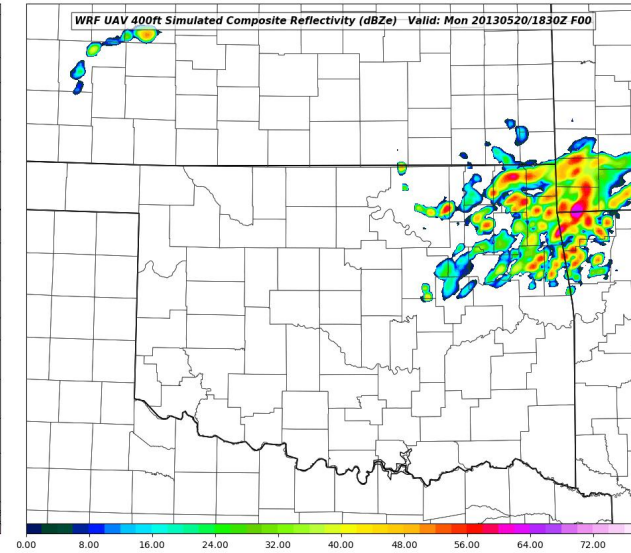 WRF UAV 400ft Simulated Composite Reflectivity (dBZe)   Valid: Mon 20130520/1830Z F00
0.00 8.00 16.00 24.00 32.00 40.00 48.00 56.00 64.00 72.00